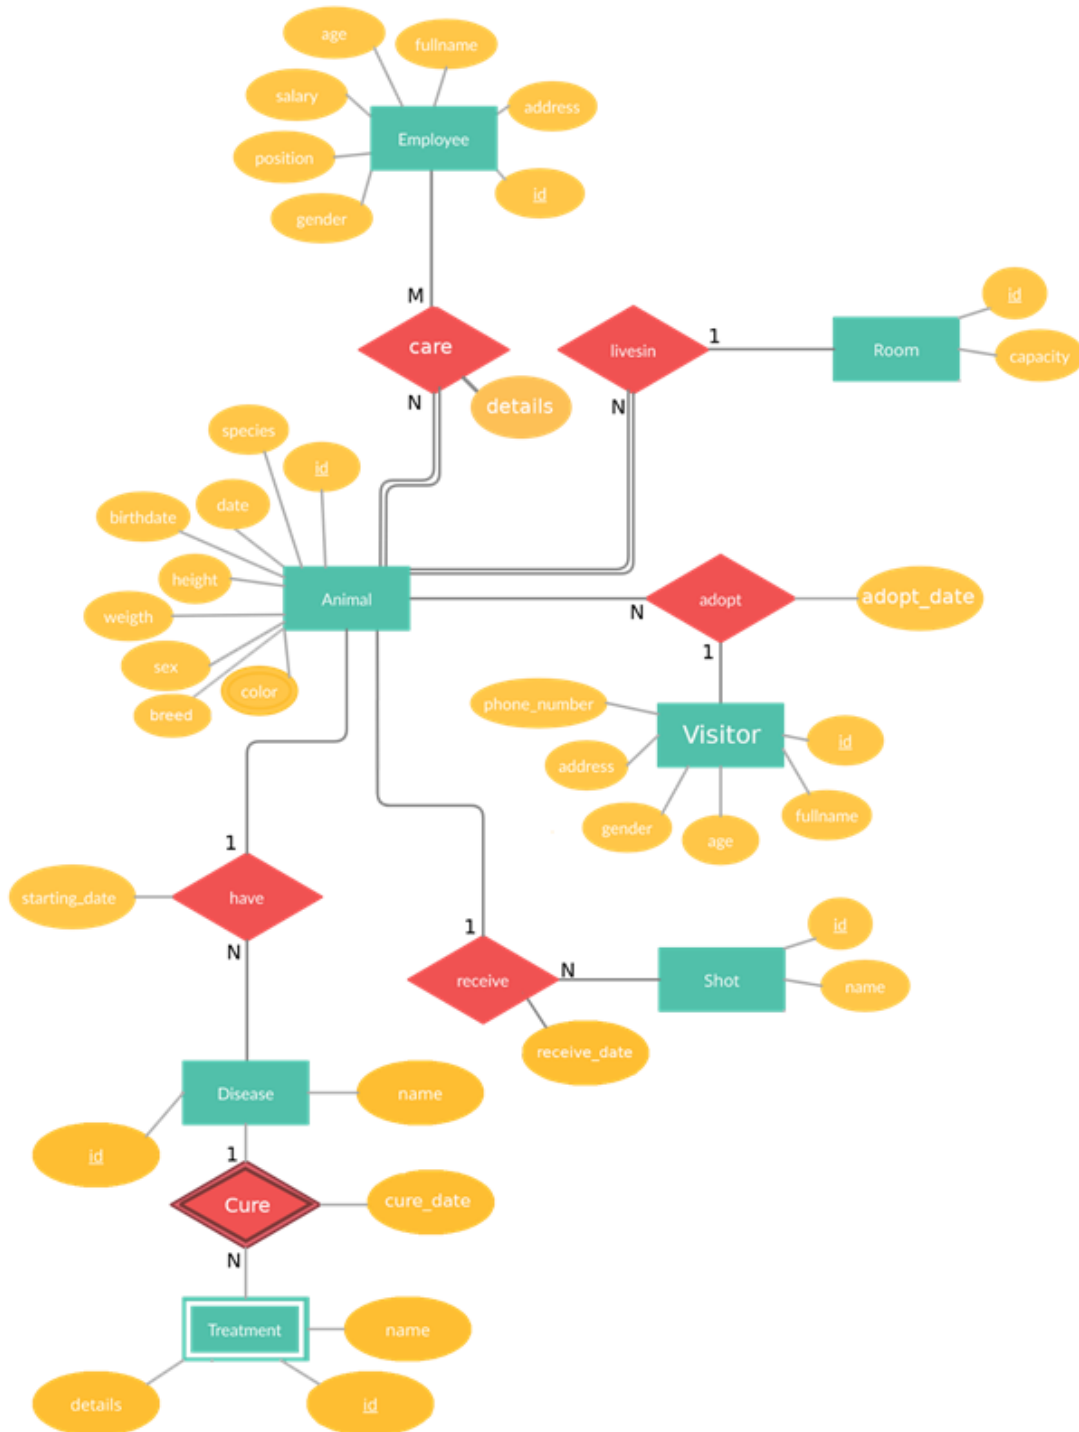 age
fullname
salary
address
Employee
position
id
gender
M
care
N
details
livesin
1
N
Room
id
capacity
species
id
date
birthdate
height
Animal
weigth
sex
color
breed
N
adopt
adopt_date
1
phone_number
Visitor
id
address
fullname
gender
age
1
starting_date
have
N
1
receive
N
Shot
id
name
receive_date
Disease
name
id
1
Cure
cure_date
N
Treatment
name
details
id